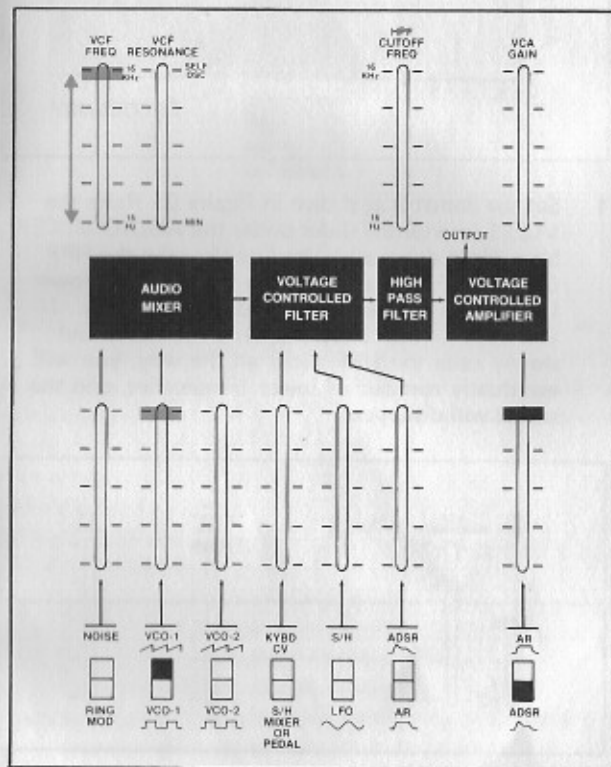 VCF
FREQ
VCF
RESONANCE
HPF
CUTOFF
FREQ
VCA
GAIN
16
KHz
SELF
OSC
16
KHz
16
Hz
MIN
16
Hz
OUTPUT
AUDIO
MIXER
VOLTAGE
CONTROLLED
FILTER
HIGH
PASS
FILTER
VOLTAGE
CONTROLLED
AMPLIFIER
NOISE
VCO-1
VCO-2
KYBD
CV
S/H
ADSR
AR
RING
MOD
VCO-1
VCO-2
S/H
MIXER
OR
PEDAL
LFO
AR
ADSR